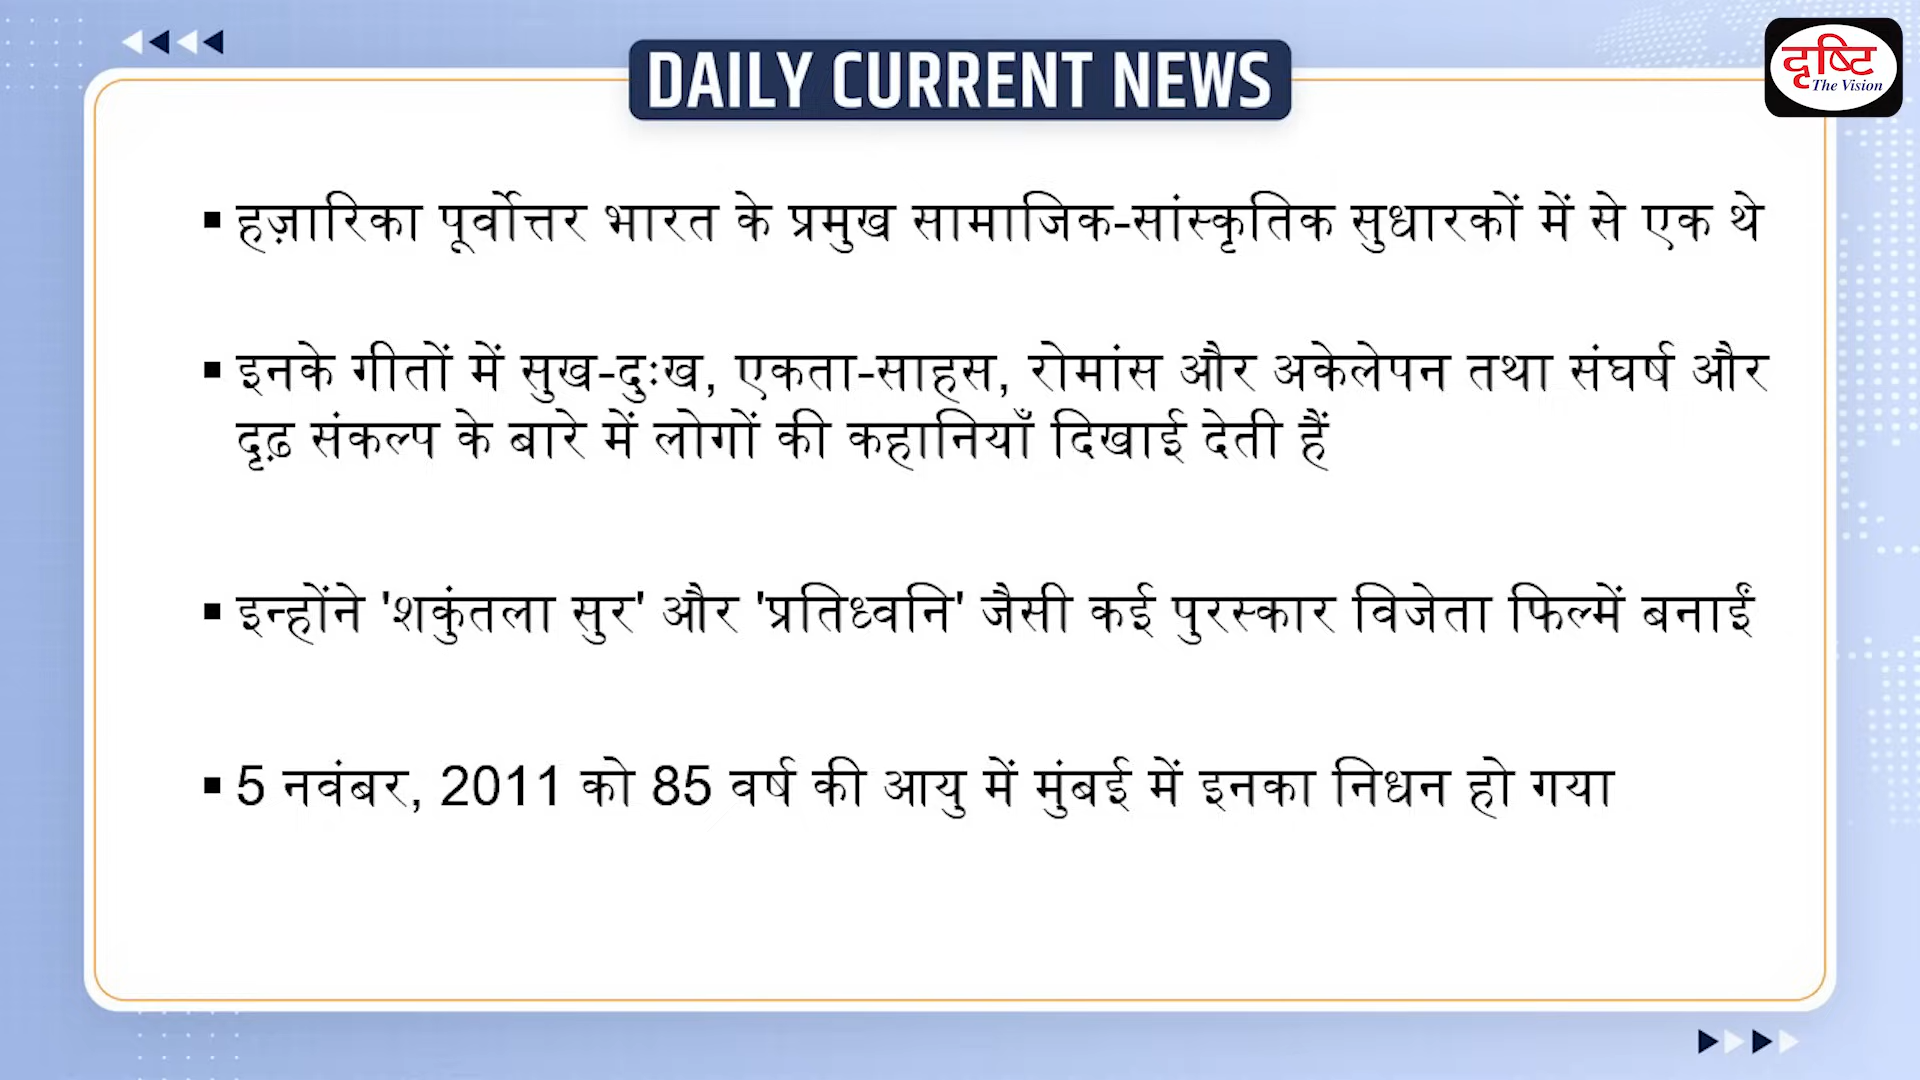 DAILY CURRENT NEWS
दृष्टि
The Vision
▪ हज़ारिका पूर्वोत्तर भारत के प्रमुख सामाजिक-सांस्कृतिक सुधारकों में से एक थे
▪ इनके गीतों में सुख-दुःख, एकता-साहस, रोमांस और अकेलेपन तथा संघर्ष और
दृढ़ संकल्प के बारे में लोगों की कहानियाँ दिखाई देती हैं
▪ इन्होंने 'शकुंतला सुर' और 'प्रतिध्वनि' जैसी कई पुरस्कार विजेता फिल्में बनाईं
▪ 5 नवंबर, 2011 को 85 वर्ष की आयु में मुंबई में इनका निधन हो गया